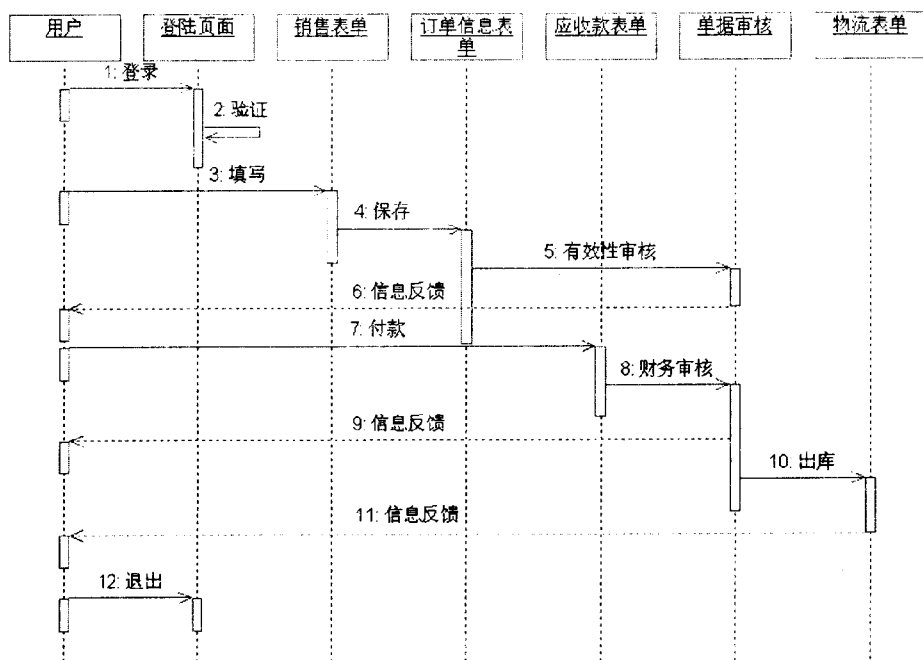 用户
登陆页面
销售表单
订单信息表
单
应收款表单
单据审核
物流表单
1: 登录
2: 验证
3: 填写
4: 保存
5: 有效性审核
6: 信息反馈
7: 付款
8: 财务审核
9: 信息反馈
10: 出库
11: 信息反馈
12: 退出